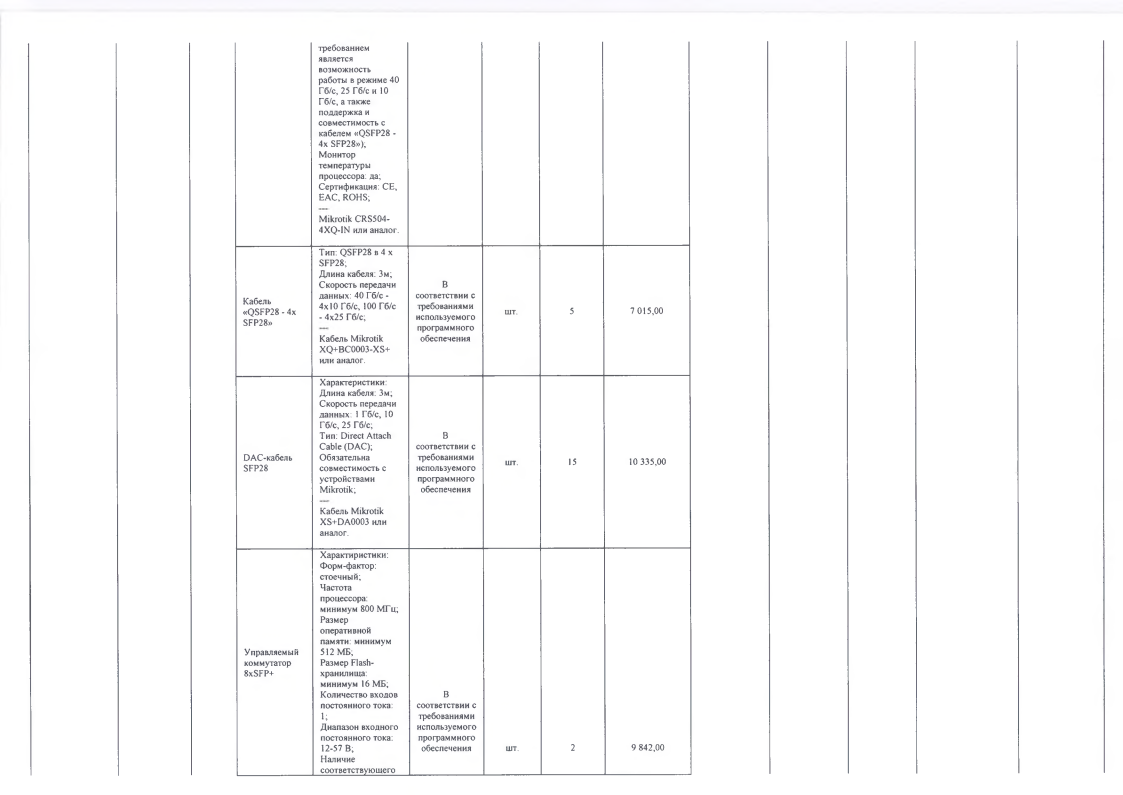 требованием
является
возможность
работы в режиме 40
Гб/с, 25 Гб/с и 10
Гб/с, а также
поддержка и
совместимость с
кабелем «QSFP28 -
4x SFP28»);
Монитор
температуры
процессора: да;
Сертификация: CE,
EAC, ROHS;
---
Mikrotik CRS504-
4XQ-IN или аналог.
Кабель
«QSFP28 - 4x
SFP28»
Тип: QSFP28 в 4 x
SFP28;
Длина кабеля: 3м;
Скорость передачи
данных: 40 Гб/с -
4x10 Гб/с, 100 Гб/с
- 4x25 Гб/с;
---
Кабель Mikrotik
XQ+BC0003-XS+
или аналог.
В
соответствии с
требованиями
используемого
программного
обеспечения
шт.
5
7 015,00
DAC-кабель
SFP28
Характеристики:
Длина кабеля: 3м;
Скорость передачи
данных: 1 Гб/с, 10
Гб/с, 25 Гб/с;
Тип: Direct Attach
Cable (DAC);
Обязательна
совместимость с
устройствами
Mikrotik;
---
Кабель Mikrotik
XS+DA0003 или
аналог.
В
соответствии с
требованиями
используемого
программного
обеспечения
шт.
15
10 335,00
Управляемый
коммутатор
8xSFP+
Характиристики:
Форм-фактор:
стоечный;
Частота
процессора:
минимум 800 МГц;
Размер
оперативной
памяти: минимум
512 МБ;
Размер Flash-
хранилища:
минимум 16 МБ;
Количество входов
постоянного тока:
1;
Диапазон входного
постоянного тока:
12-57 В;
Наличие
соответствующего
В
соответствии с
требованиями
используемого
программного
обеспечения
шт.
2
9 842,00